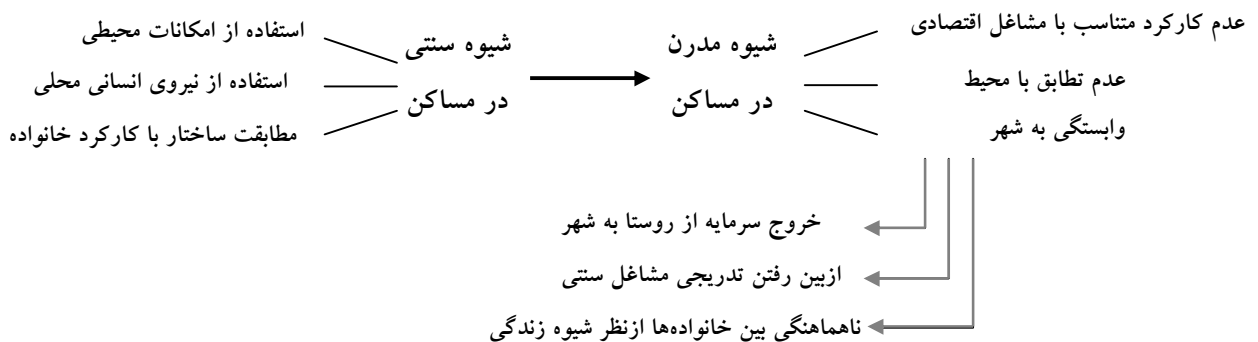 عدم کارکرد متناسب با مشاغل اقتصادی
عدم تطابق با محیط
وابستگی به شهر
شیوه مدرن
در مساکن
شیوه سنتی
در مساکن
استفاده از امکانات محیطی
استفاده از نیروی انسانی محلی
مطابقت ساختار با کارکرد خانواده
خروج سرمایه از روستا به شهر
ازبین رفتن تدریجی مشاغل سنتی
ناهماهنگی بین خانواده‌ها ازنظر شیوه زندگی